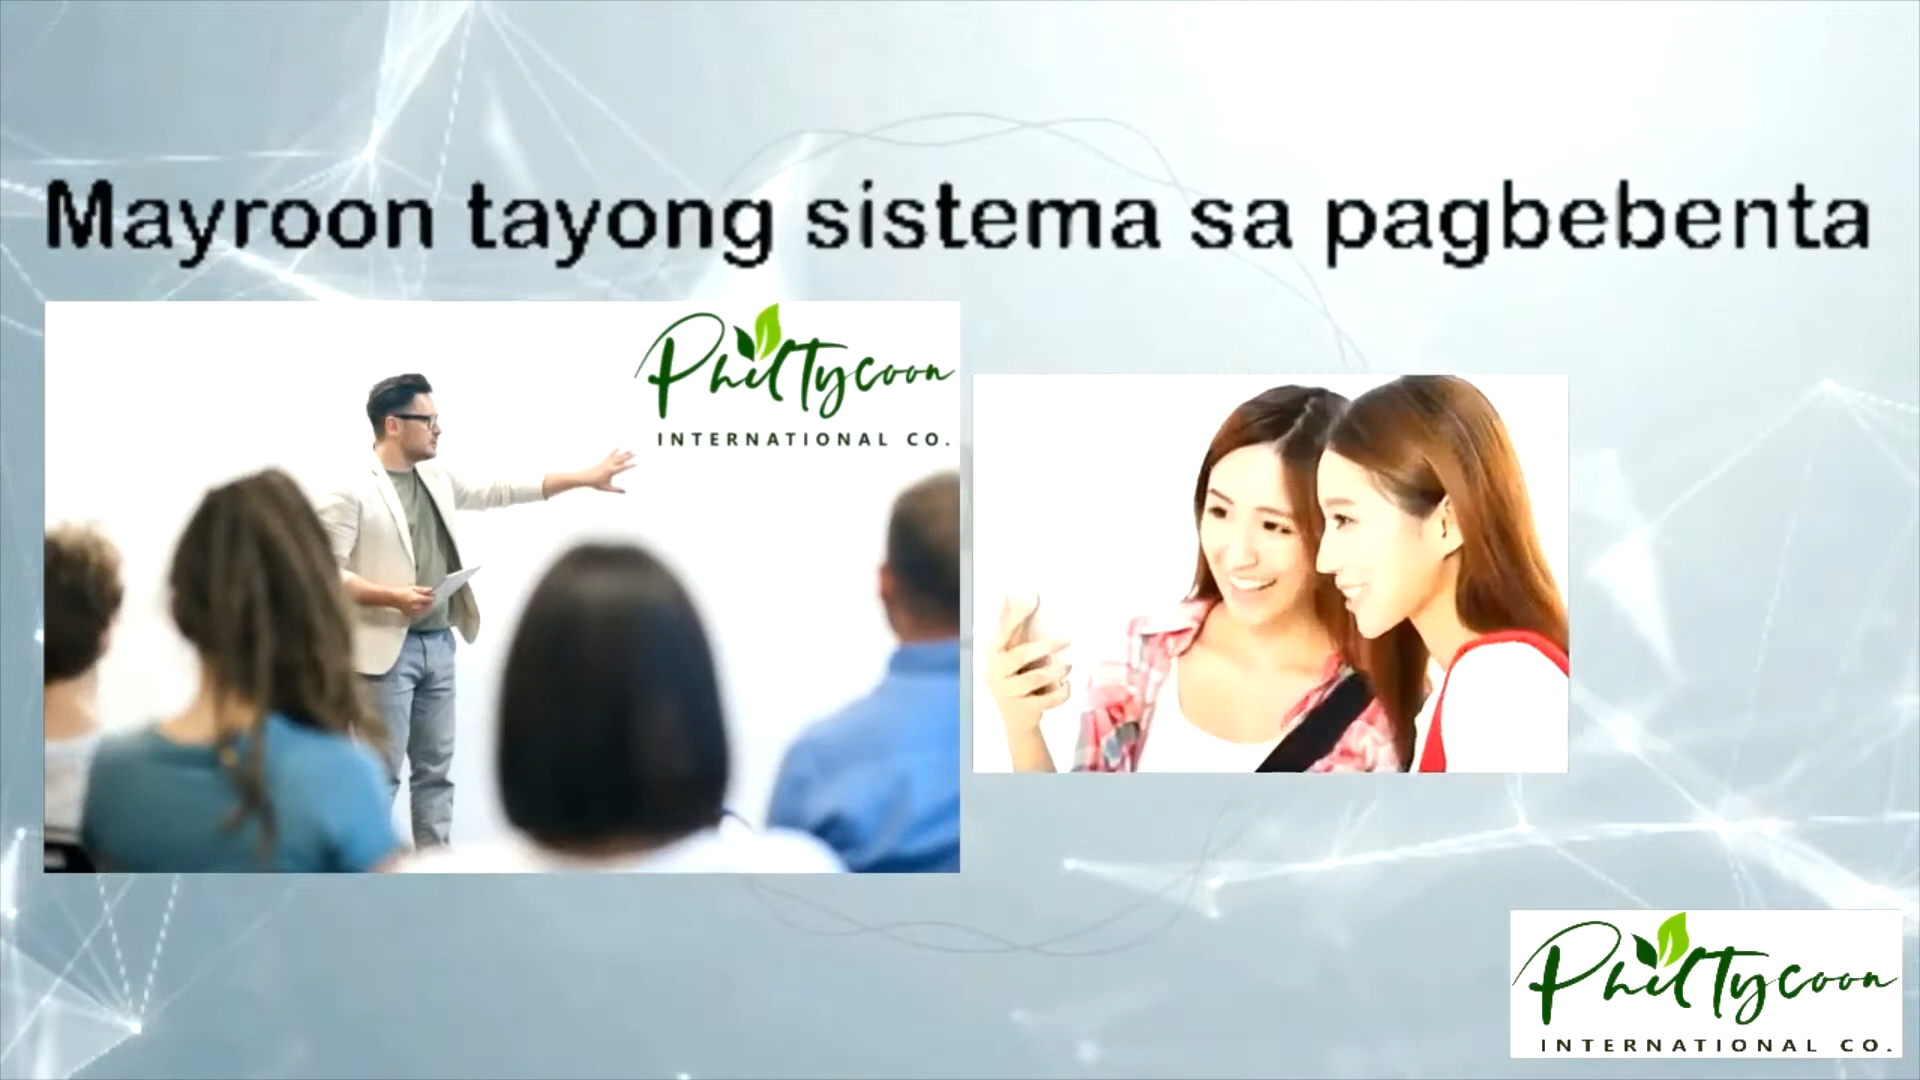 Mayroon tayong sistema sa pagbebenta
PhilTycoon
INTERNATIONAL CO.
PhilTycoon
INTERNATIONAL CO.